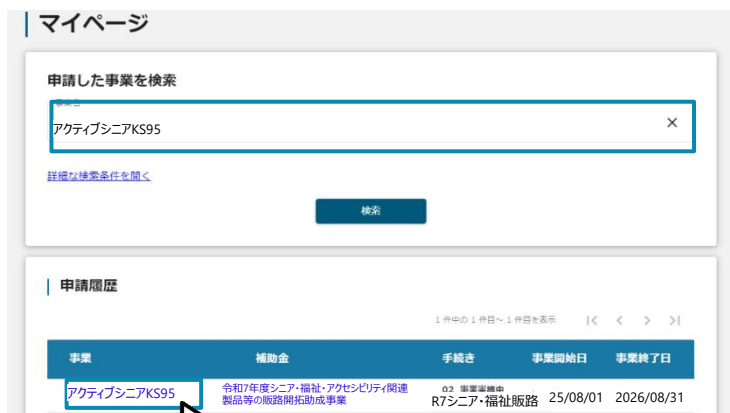 マイページ
申請した事業を検索
事業名
アクティブシニアKS95
×
詳細な検索条件を開く
検索
申請履歴
1 件中の 1 件目~ 1 件目を表示 |< < > >|
事業 補助金 手続き 事業開始日 事業終了日
アクティブシニアKS95
令和7年度シニア・福祉・アクセシビリティ関連
製品等の販路開拓助成事業
R7シニア・福祉販路
25/08/01 2026/08/31